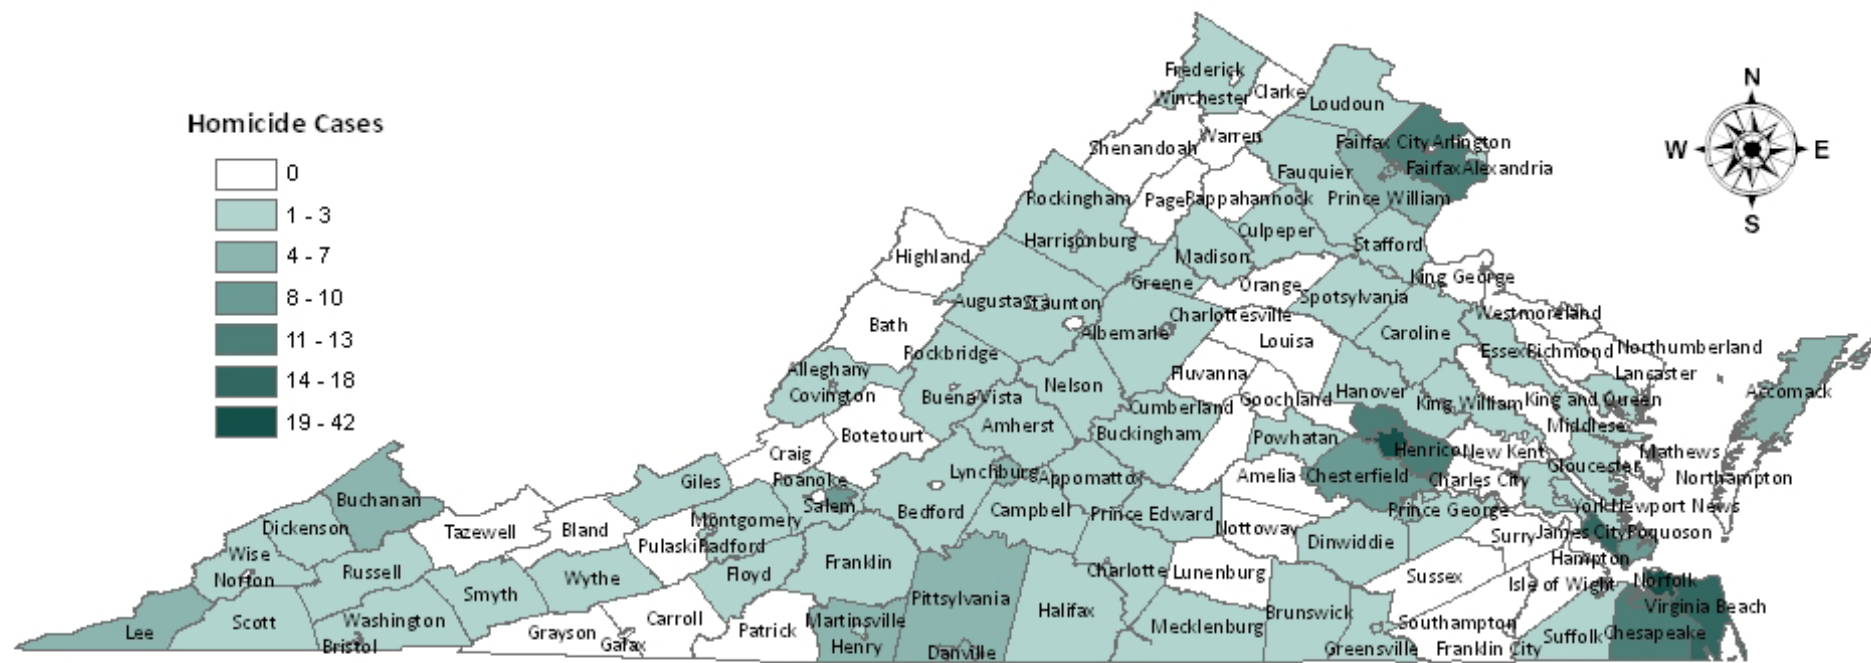 Homicide Cases
0
1 - 3
4 - 7
8 - 10
11 - 13
14 - 18
19 - 42
N
W E
S
Frederick
Winchester
Clarke
Loudoun
Shenandoah
Warren
Fairfax City
Arlington
Fairfax
Alexandria
Fauquier
Rockingham
Page
Rappahannock
Prince William
Harrisonburg
Culpeper
Stafford
Highland
Madison
King George
Greene
Orange
Augusta
Staunton
Spotsylvania
Westmoreland
Bath
Albemarle
Charlottesville
Caroline
Louisa
Rockbridge
Essex
Richmond
Northumberland
Alleghany
Fluvanna
Lancaster
Covington
Buena Vista
Nelson
Hanover
Accomack
Goochland
Cumberland
King William
King and Queen
Botetourt
Amherst
Buckingham
Powhatan
Middlese
Craig
Henrico
New Kent
Mathews
Roanoke
Lynchburg
Appomatto
Amelia
Chesterfield
Charles City
Gloucester
Northampton
Giles
Buchanan
Salem
Bedford
Campbell
Prince Edward
Prince George
York
Newport News
Dickenson
Tazewell
Bland
Montgomery
Nottoway
Surry
James City
Poquoson
Wise
Pulaski
Radford
Dinwiddie
Hampton
Norton
Russell
Wythe
Floyd
Franklin
Charlotte
Lunenburg
Sussex
Isle of Wight
Norfolk
Smyth
Pittsylvania
Halifax
Brunswick
Virginia Beach
Lee
Scott
Washington
Carroll
Patrick
Martinsville
Mecklenburg
Southampton
Bristol
Grayson
Galax
Henry
Danville
Greensville
Franklin City
Suffolk
Chesapeake